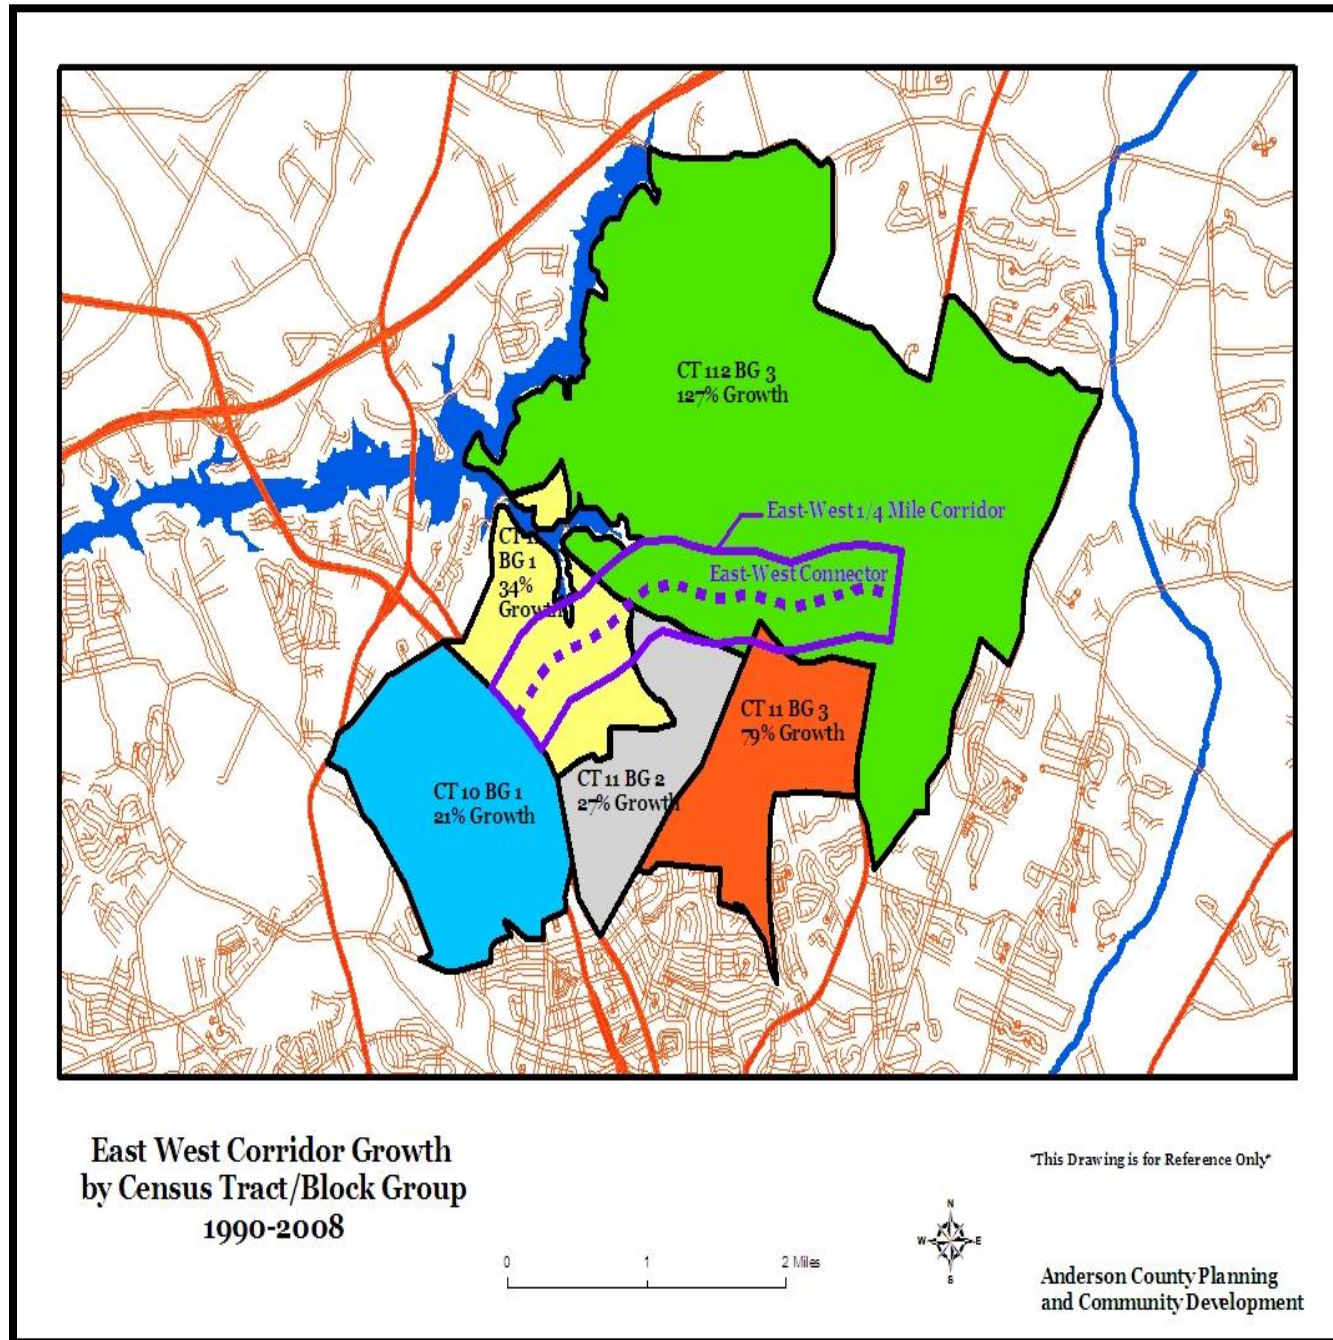 CT 112 BG 3
127% Growth
East-West 1/4 Mile Corridor
East-West Connector
CT 11
BG 1
34%
Growth
CT 11 BG 3
79% Growth
CT 11 BG 2
27% Growth
CT 10 BG 1
21% Growth
East West Corridor Growth
by Census Tract/Block Group
1990-2008
"This Drawing is for Reference Only"
N
W
E
S
0 1 2 Miles
Anderson County Planning
and Community Development